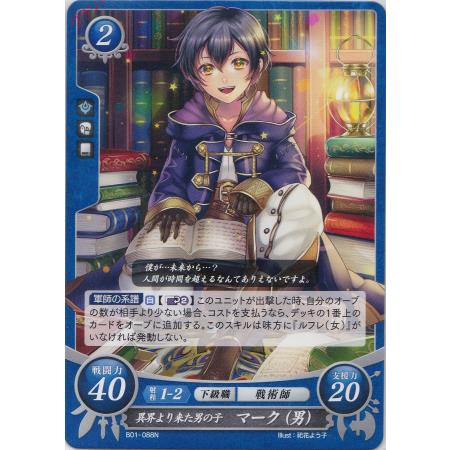 2
僕が…未来から…?
人間が時間を超えるなんてありえないですよ。
軍師の系譜 自 【2】このユニットが出撃した時、自分のオーブ
の数が相手より少ない場合、コストを支払うなら、デッキの1番上
のカードをオーブに追加する。このスキルは味方に『ルフレ(女)』が
いなければ発動しない。
戦闘力
40
射程 1-2 下級職 戦術師
支援力
20
異界より来た男の子 マーク(男)
B01-088N Illust:祀花よう子